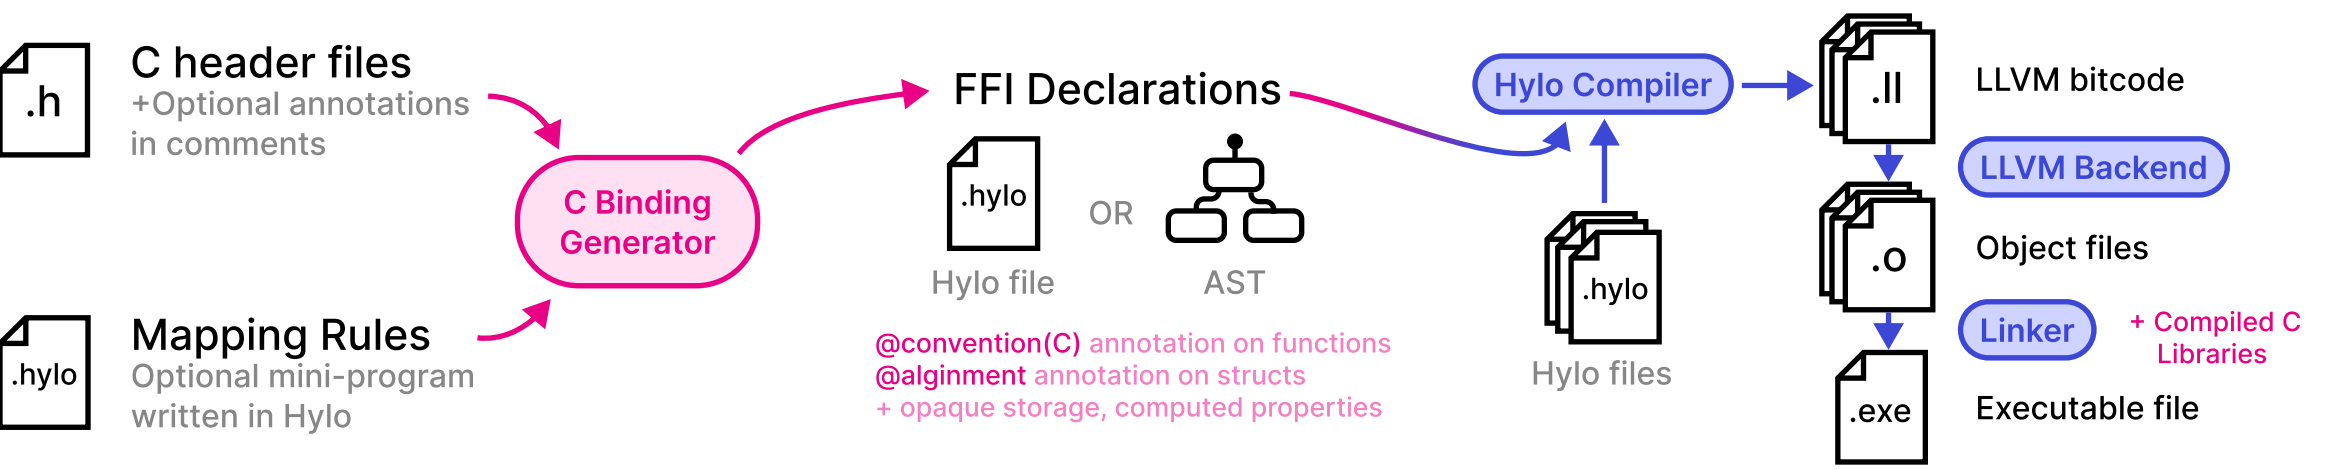 .h
C header files
+Optional annotations
in comments
.hylo
Mapping Rules
Optional mini-program
written in Hylo
C Binding
Generator
FFI Declarations
.hylo
OR
Hylo file
AST
@convention(C) annotation on functions
@alginment annotation on structs
+ opaque storage, computed properties
Hylo Compiler
.hylo
Hylo files
.ll
LLVM bitcode
LLVM Backend
.o
Object files
Linker
+ Compiled C
Libraries
.exe
Executable file